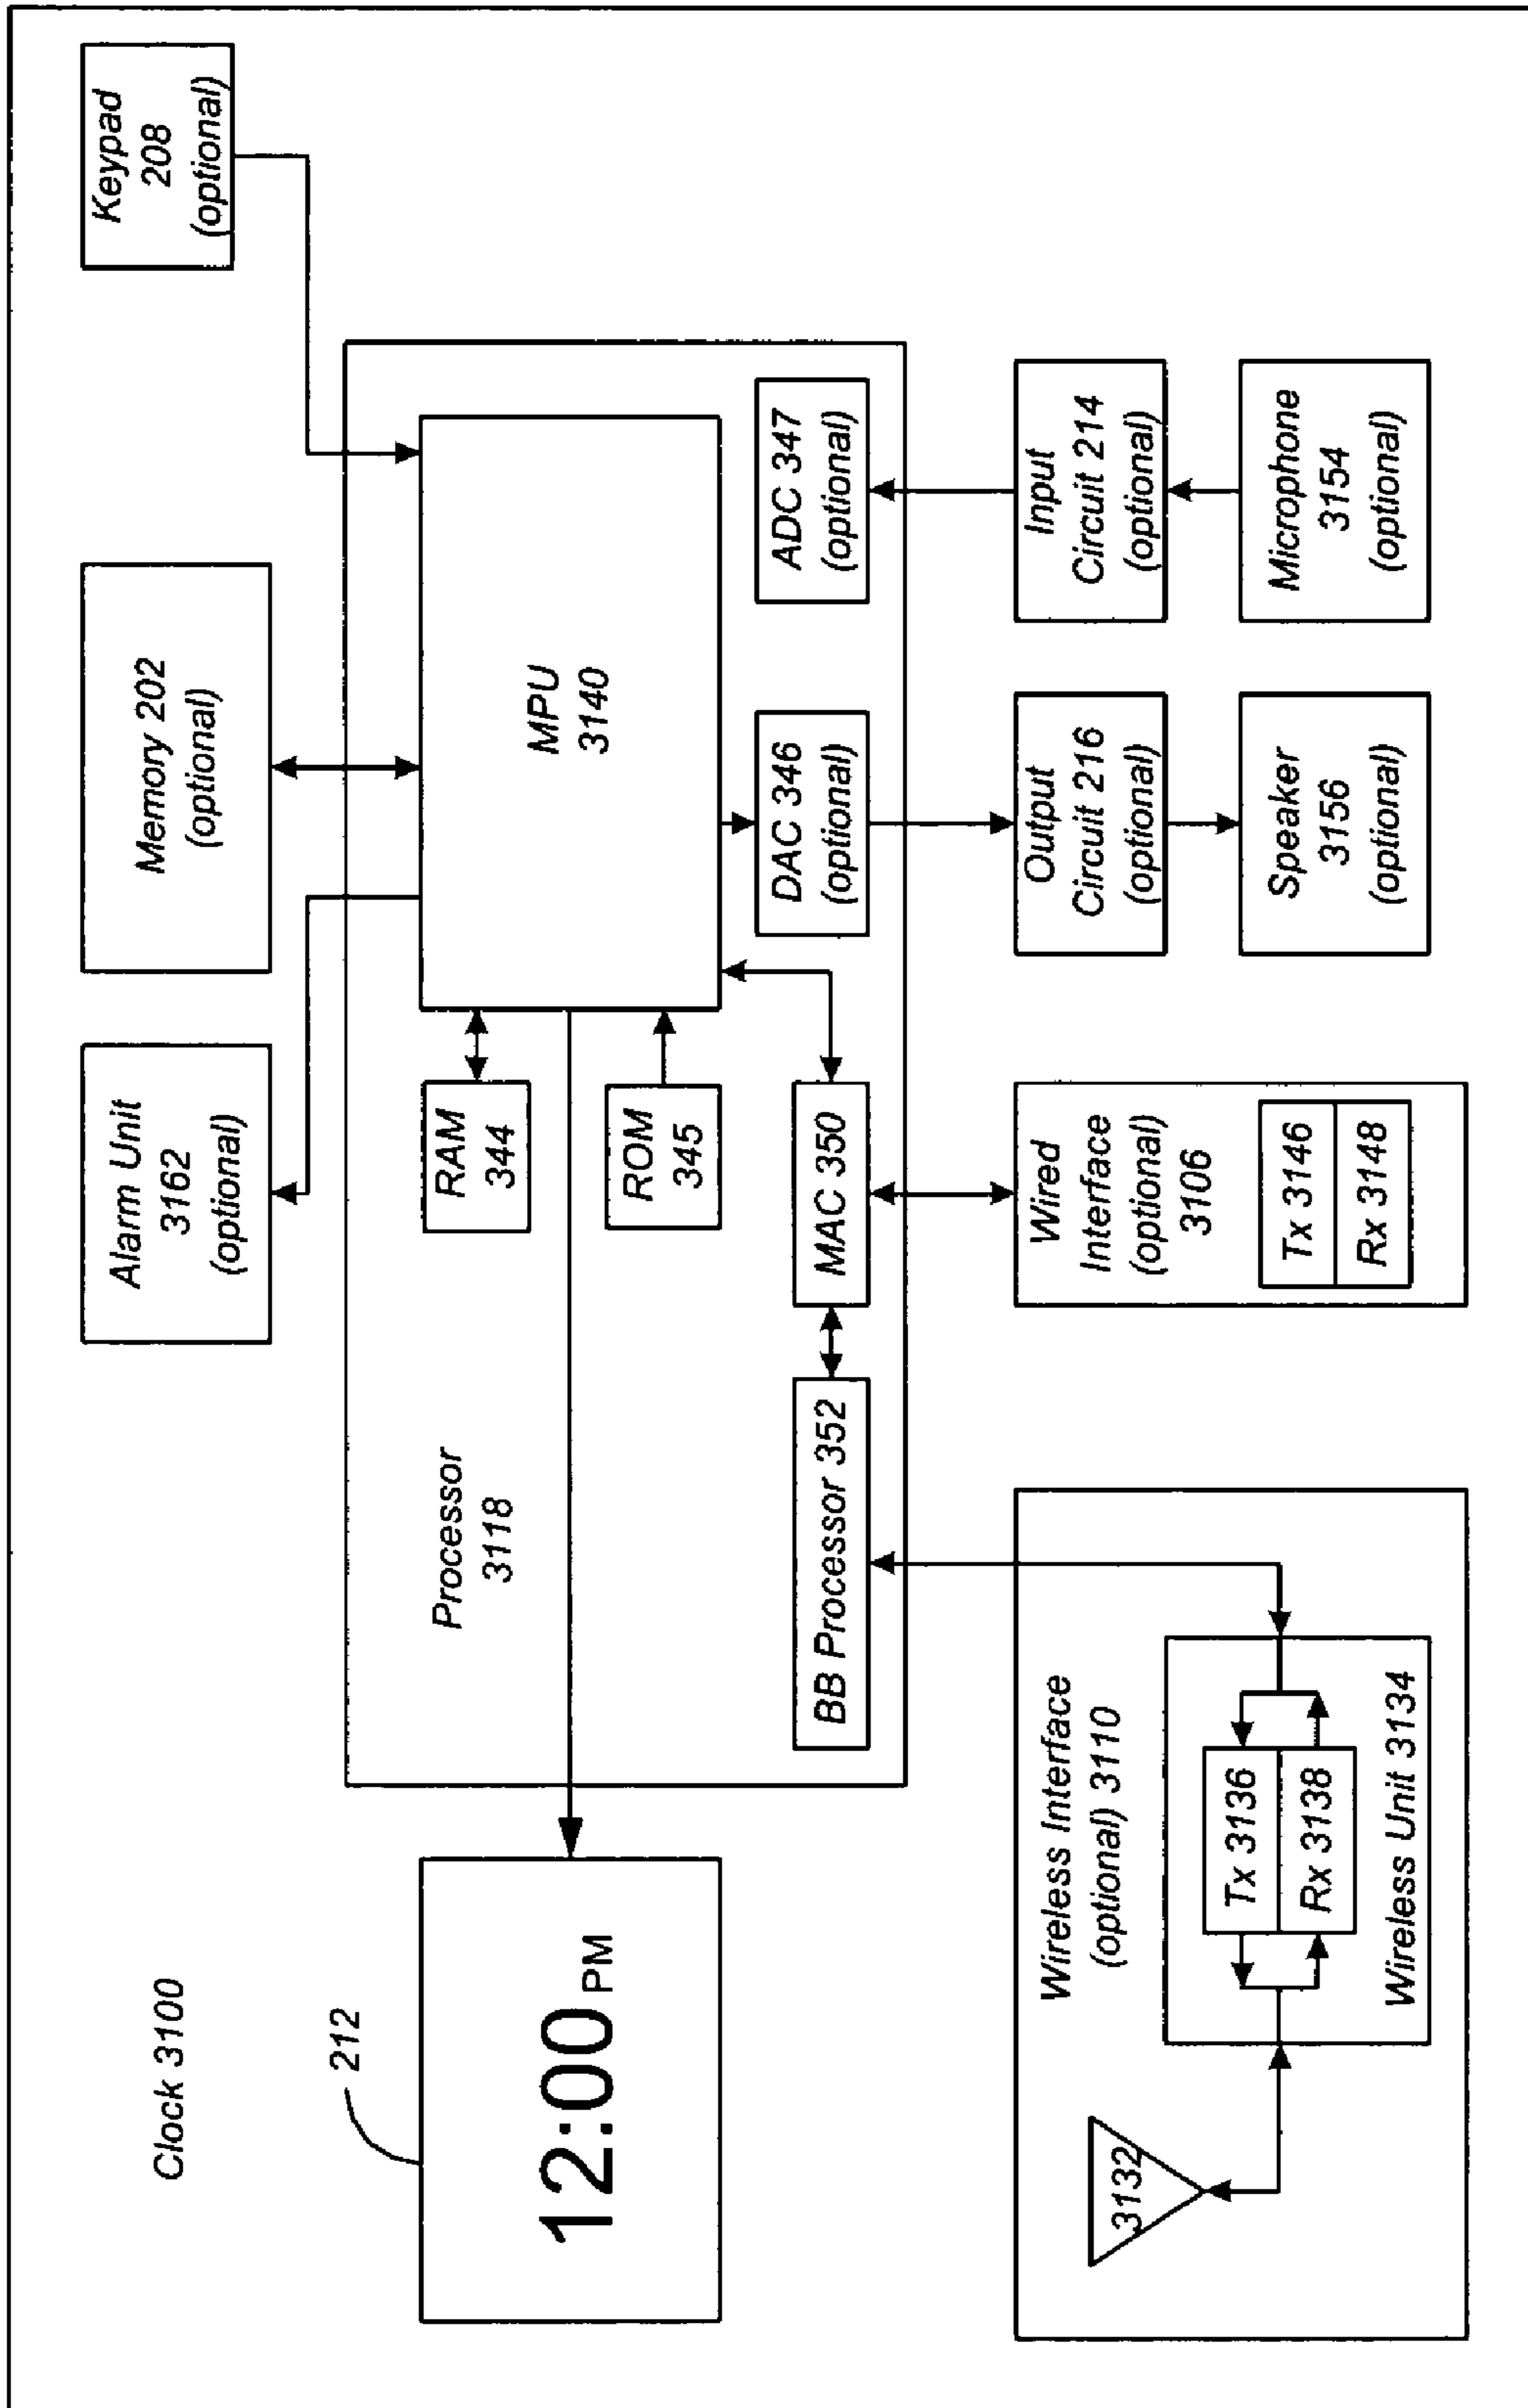 Clock 3100
212
12:00 PM
Alarm Unit
3162
(optional)
Memory 202
(optional)
Keypad
208
(optional)
Processor
3118
RAM
344
ROM
345
MPU
3140
BB Processor 352
MAC 350
DAC 346
(optional)
ADC 347
(optional)
Wireless Interface
(optional) 3110
3132
Tx 3136
Rx 3138
Wireless Unit 3134
Wired
Interface
(optional)
3106
Tx 3146
Rx 3148
Output
Circuit 216
(optional)
Speaker
3156
(optional)
Input
Circuit 214
(optional)
Microphone
3154
(optional)